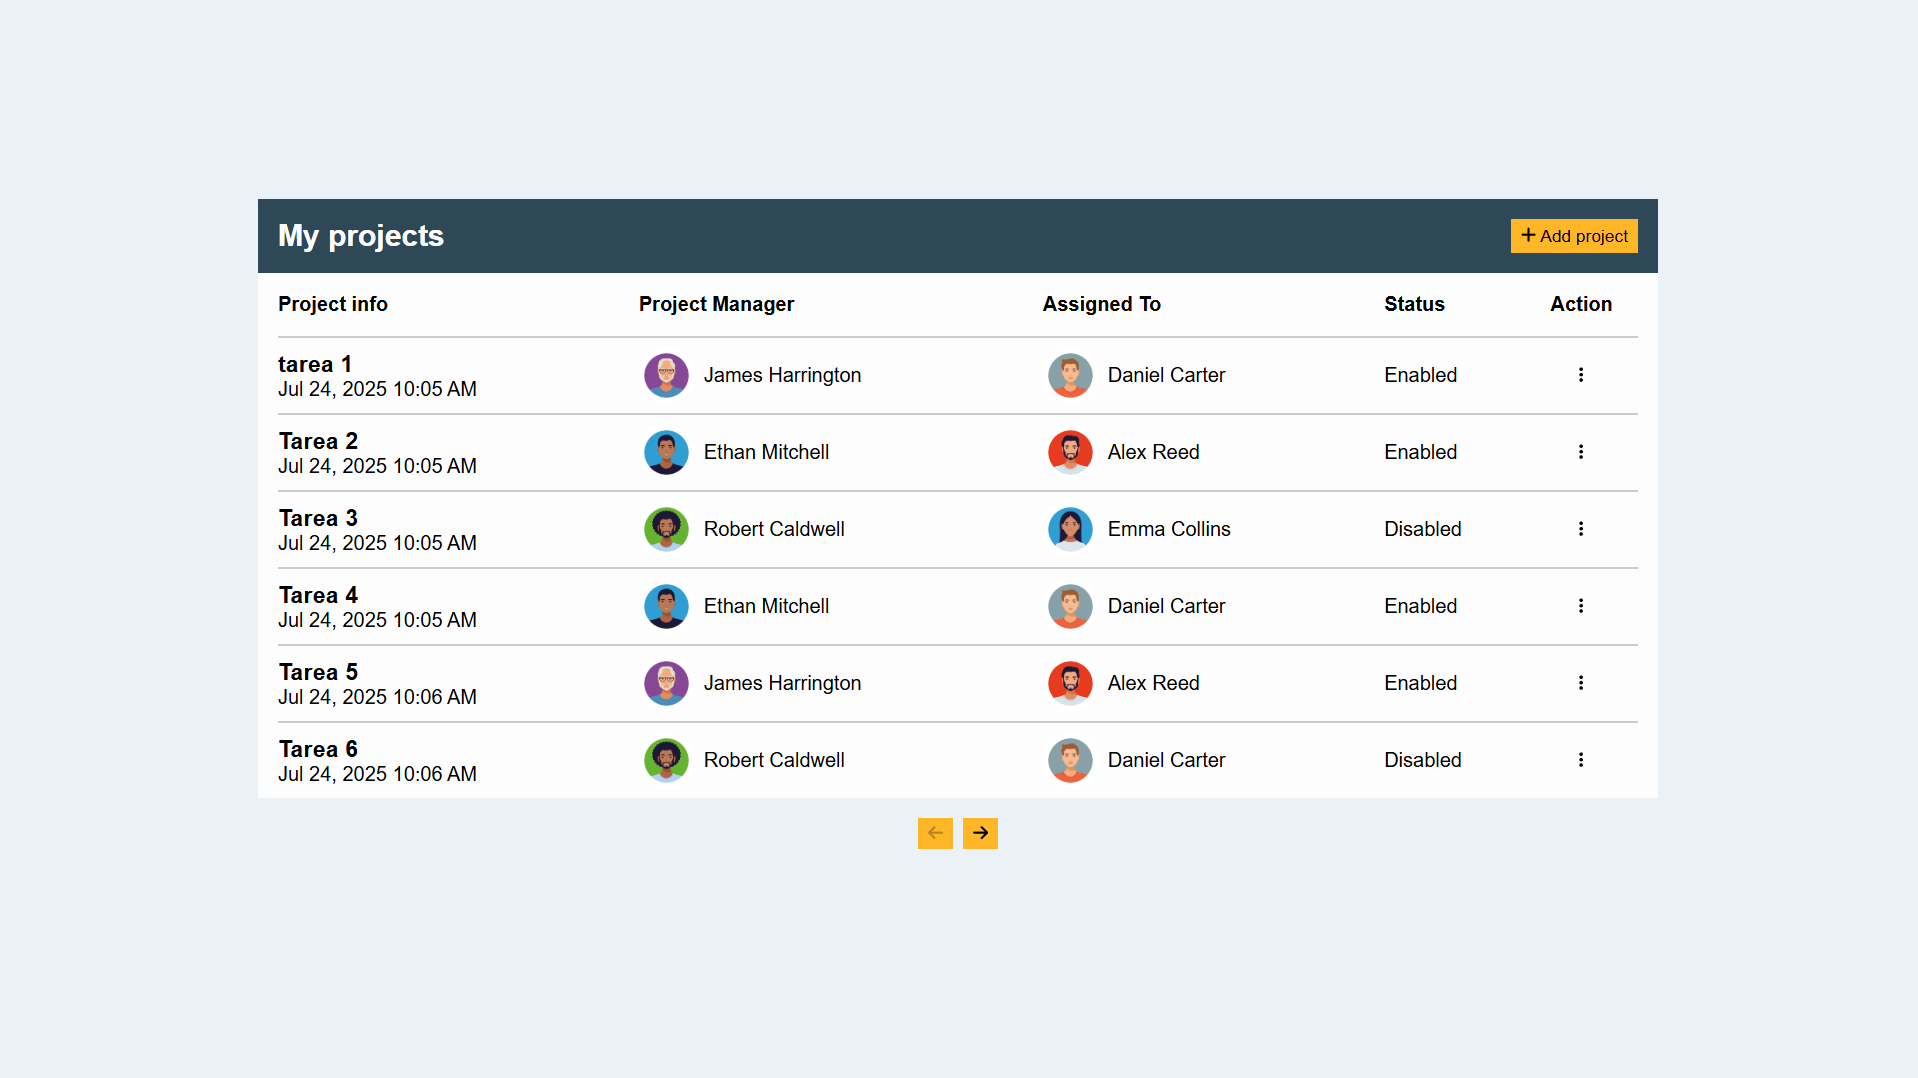 My projects
Add project
Project info Project Manager Assigned To Status Action
tarea 1
Jul 24, 2025 10:05 AM
James Harrington Daniel Carter Enabled
Tarea 2
Jul 24, 2025 10:05 AM
Ethan Mitchell Alex Reed Enabled
Tarea 3
Jul 24, 2025 10:05 AM
Robert Caldwell Emma Collins Disabled
Tarea 4
Jul 24, 2025 10:05 AM
Ethan Mitchell Daniel Carter Enabled
Tarea 5
Jul 24, 2025 10:06 AM
James Harrington Alex Reed Enabled
Tarea 6
Jul 24, 2025 10:06 AM
Robert Caldwell Daniel Carter Disabled